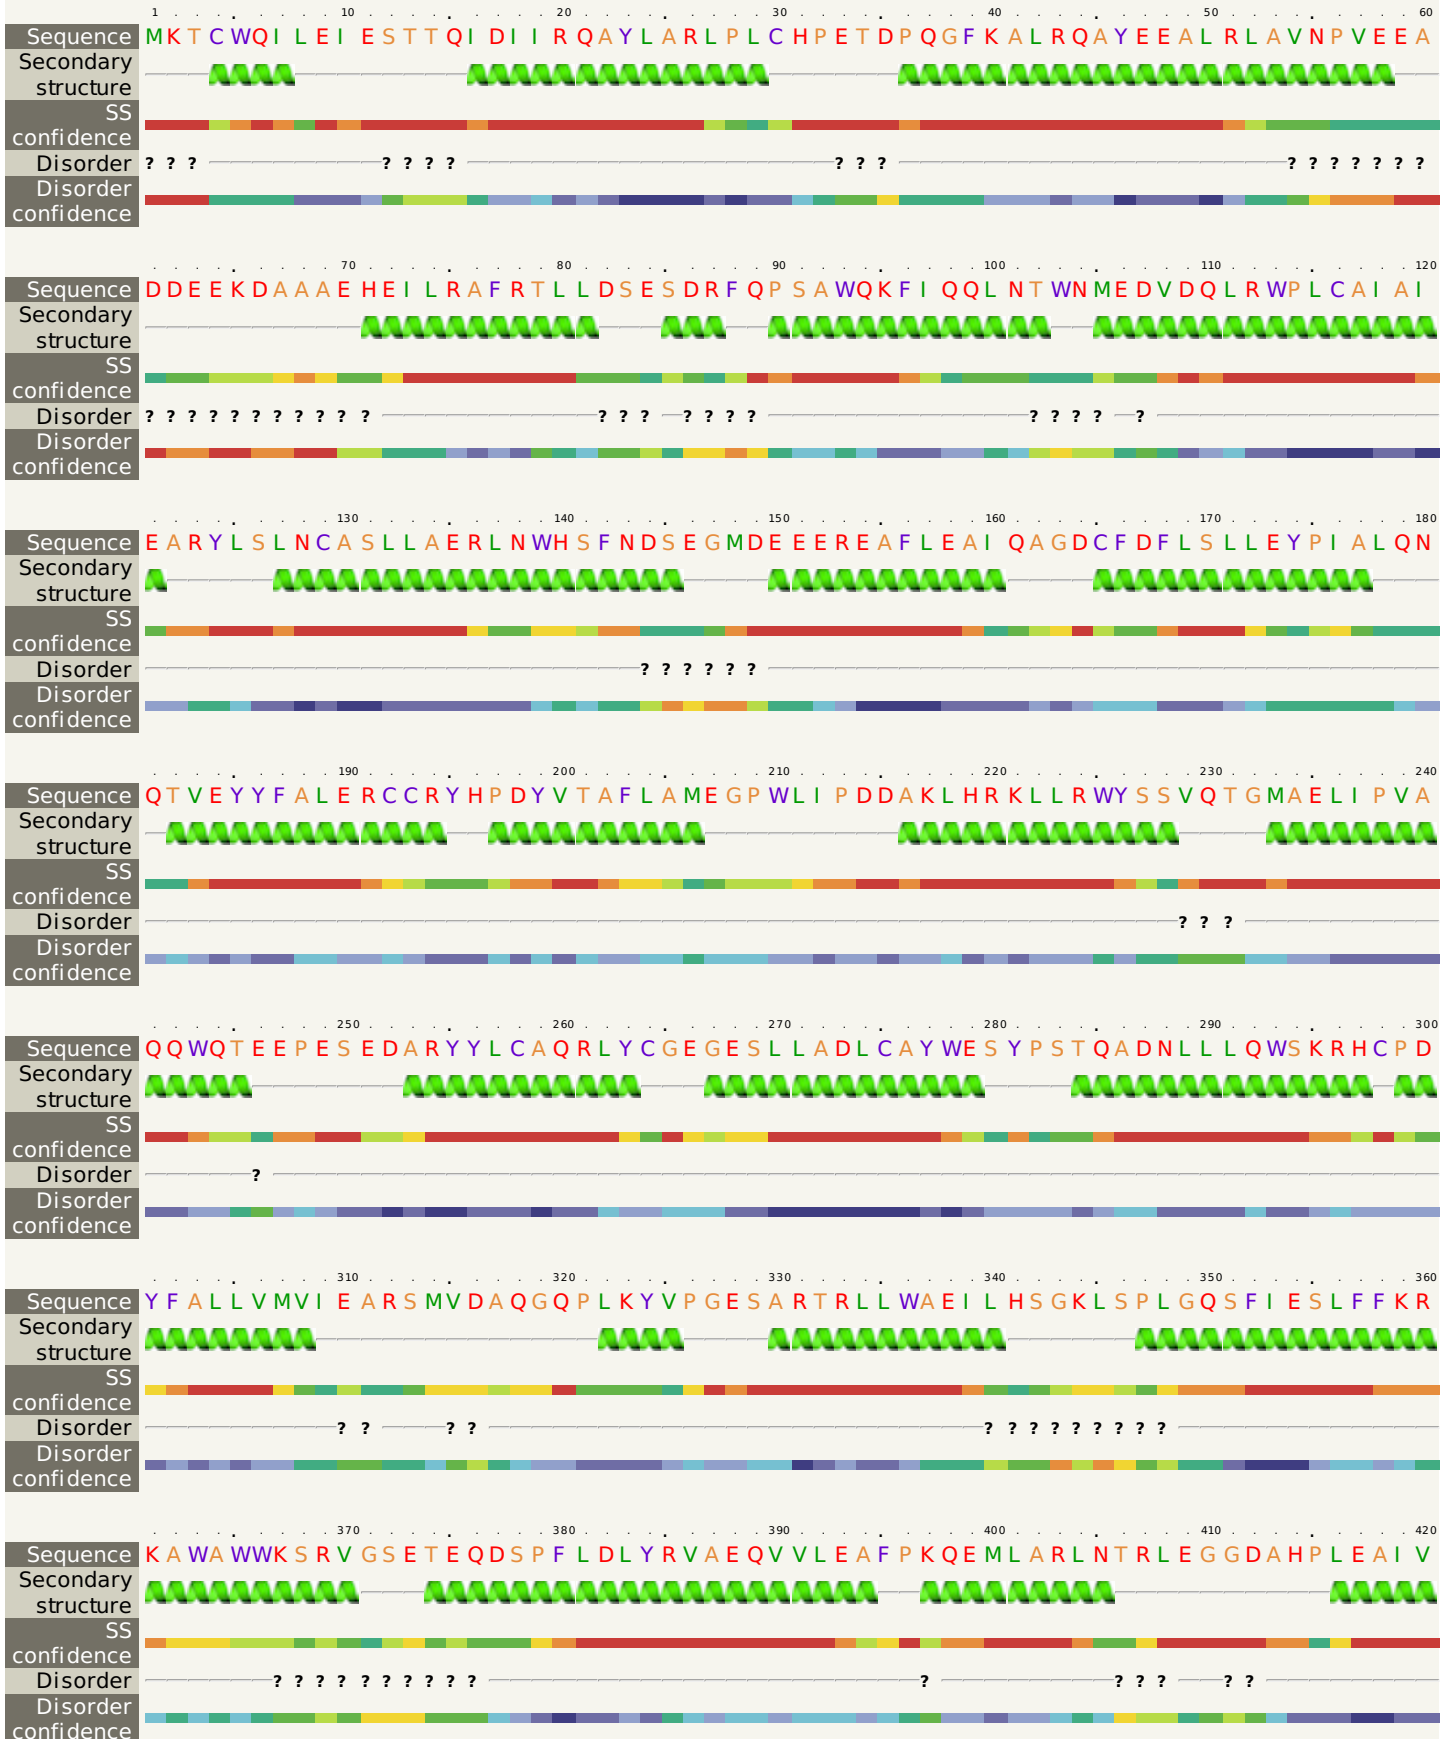 1 . . . . . . . 10 . . . . . . . . 20 . . . . . . . . 30 . . . . . . . . 40 . . . . . . . . 50 . . . . . . . . 60
Sequence MKTCWQILEIESTTQIDIIRQAYLARLPLCHPETDPQGFKALRQAYEEALRLAVNPVEEA
Secondary
structure
SS
confidence
Disorder ? ? ? ? ? ? ? ? ? ? ? ? ? ? ? ? ?
Disorder
confidence
. . . . . . . 70 . . . . . . . . 80 . . . . . . . . 90 . . . . . . . . 100 . . . . . . . . 110 . . . . . . . . 120
Sequence DDEEKDAAAEHEILRAFRTLLDSESDRFQPSAWQKFIQQLNTWNMEDVDQLRWPLCAIAI
Secondary
structure
SS
confidence
Disorder ? ? ? ? ? ? ? ? ? ? ? ? ? ? ? ? ? ? ? ? ? ? ?
Disorder
confidence
. . . . . . . 130 . . . . . . . . 140 . . . . . . . . 150 . . . . . . . . 160 . . . . . . . . 170 . . . . . . . . 180
Sequence EARYLSLNCASLLAERLNWHSFNDSEGMDEEEREAFLEAIQAGDCFDFLSLLEYPIALQN
Secondary
structure
SS
confidence
Disorder ? ? ? ? ? ?
Disorder
confidence
. . . . . . . 190 . . . . . . . . 200 . . . . . . . . 210 . . . . . . . . 220 . . . . . . . . 230 . . . . . . . . 240
Sequence QTVEYYFALERCCRYHPDYVTAFLAMEGPWLIPDDAKLHRKLLRWYSSVQTGMAELIPVA
Secondary
structure
SS
confidence
Disorder ? ? ?
Disorder
confidence
. . . . . . . 250 . . . . . . . . 260 . . . . . . . . 270 . . . . . . . . 280 . . . . . . . . 290 . . . . . . . . 300
Sequence QQWQTEEPESEDARYYLCAQRLYCGEGESLLADLCAYWESYPSTQADNLLLQWSKRHCPD
Secondary
structure
SS
confidence
Disorder ?
Disorder
confidence
. . . . . . . 310 . . . . . . . . 320 . . . . . . . . 330 . . . . . . . . 340 . . . . . . . . 350 . . . . . . . . 360
Sequence YFALLVMVIEARSMVDAQGQPLKYVPGESARTRLLWAEILHSGKLSPLGQSFIESLFFKR
Secondary
structure
SS
confidence
Disorder ? ? ? ? ? ? ? ? ? ? ? ? ?
Disorder
confidence
. . . . . . . 370 . . . . . . . . 380 . . . . . . . . 390 . . . . . . . . 400 . . . . . . . . 410 . . . . . . . . 420
Sequence KAWAWWKSRVGSETEQDSPFLDLYRVAEQVVLEAFPKQEMLARLNTRLEGGDAHPLEAIV
Secondary
structure
SS
confidence
Disorder ? ? ? ? ? ? ? ? ? ? ? ? ? ? ? ?
Disorder
confidence